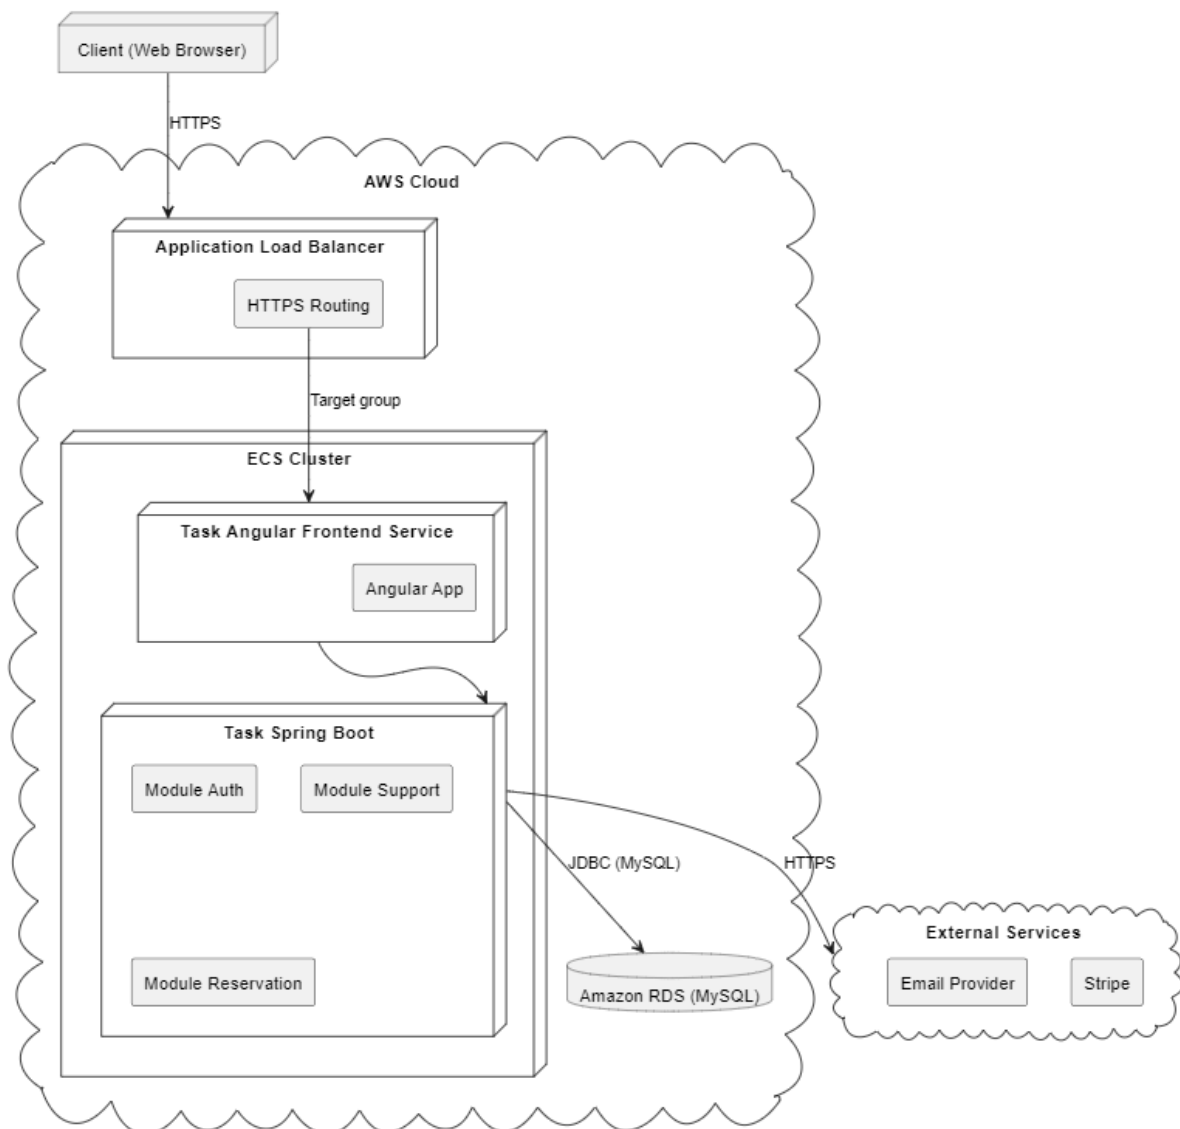 Client (Web Browser)
HTTPS
AWS Cloud
Application Load Balancer
HTTPS Routing
Target group
ECS Cluster
Task Angular Frontend Service
Angular App
Task Spring Boot
Module Auth
Module Support
JDBC (MySQL)
HTTPS
External Services
Module Reservation
Amazon RDS (MySQL)
Email Provider
Stripe